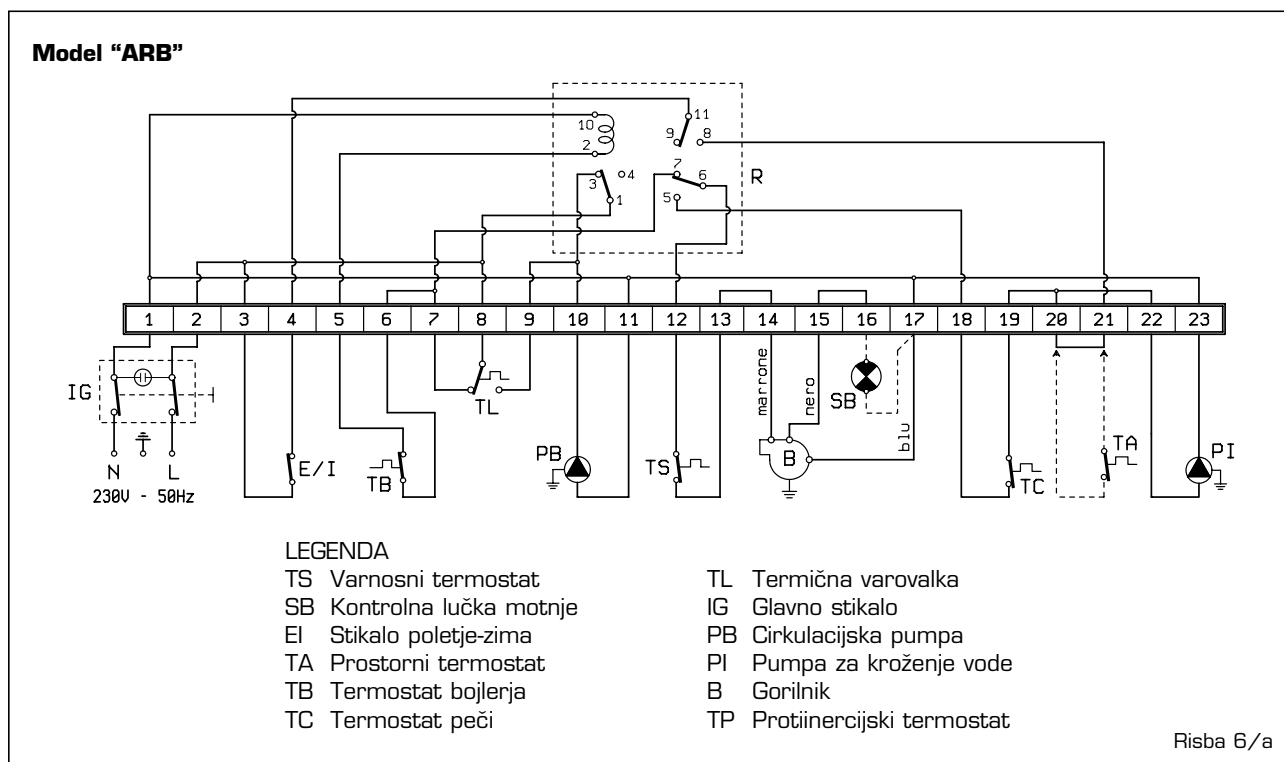 Model “ARB”
10
2
3
4
1
11
9
8
7
6
5
R
1 2 3 4 5 6 7 8 9 10 11 12 13 14 15 16 17 18 19 20 21 22 23
IG
N L
230V - 50Hz
E/I
TB
TL
PB
TS
marrone
nero
B
SB
blu
TC
TA
PI
LEGENDA
TS Varnosni termostat
SB Kontrolna lučka motnje
EI Stikalo poletje-zima
TA Prostorni termostat
TB Termostat bojlerja
TC Termostat peči
TL Termična varovalka
IG Glavno stikalo
PB Cirkulacijska pumpa
PI Pumpa za kroženje vode
B Gorilnik
TP Protiinercijski termostat
Risba 6/a